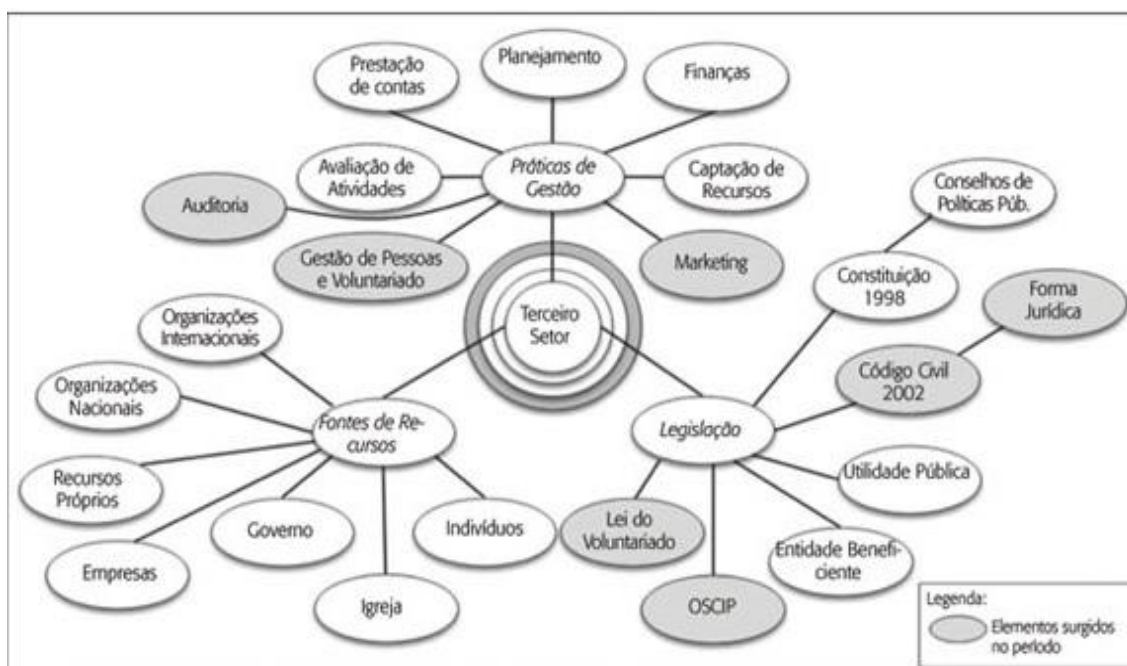 Prestação
de contas
Planejamento
Finanças
Avaliação de
Atividades
Práticas de
Gestão
Captação de
Recursos
Auditoria
Gestão de Pessoas
e Voluntariado
Marketing
Conselhos de
Políticas Púb.
Constituição
1998
Forma
Jurídica
Código Civil
2002
Terceiro
Setor
Organizações
Internacionais
Organizações
Nacionais
Fontes de Re-
cursos
Legislação
Recursos
Próprios
Utilidade Pública
Empresas
Governo
Igreja
Indivíduos
Lei do
Voluntariado
OSCIP
Entidade Benefi-
ciente
Legenda:
Elementos surgidos
no período